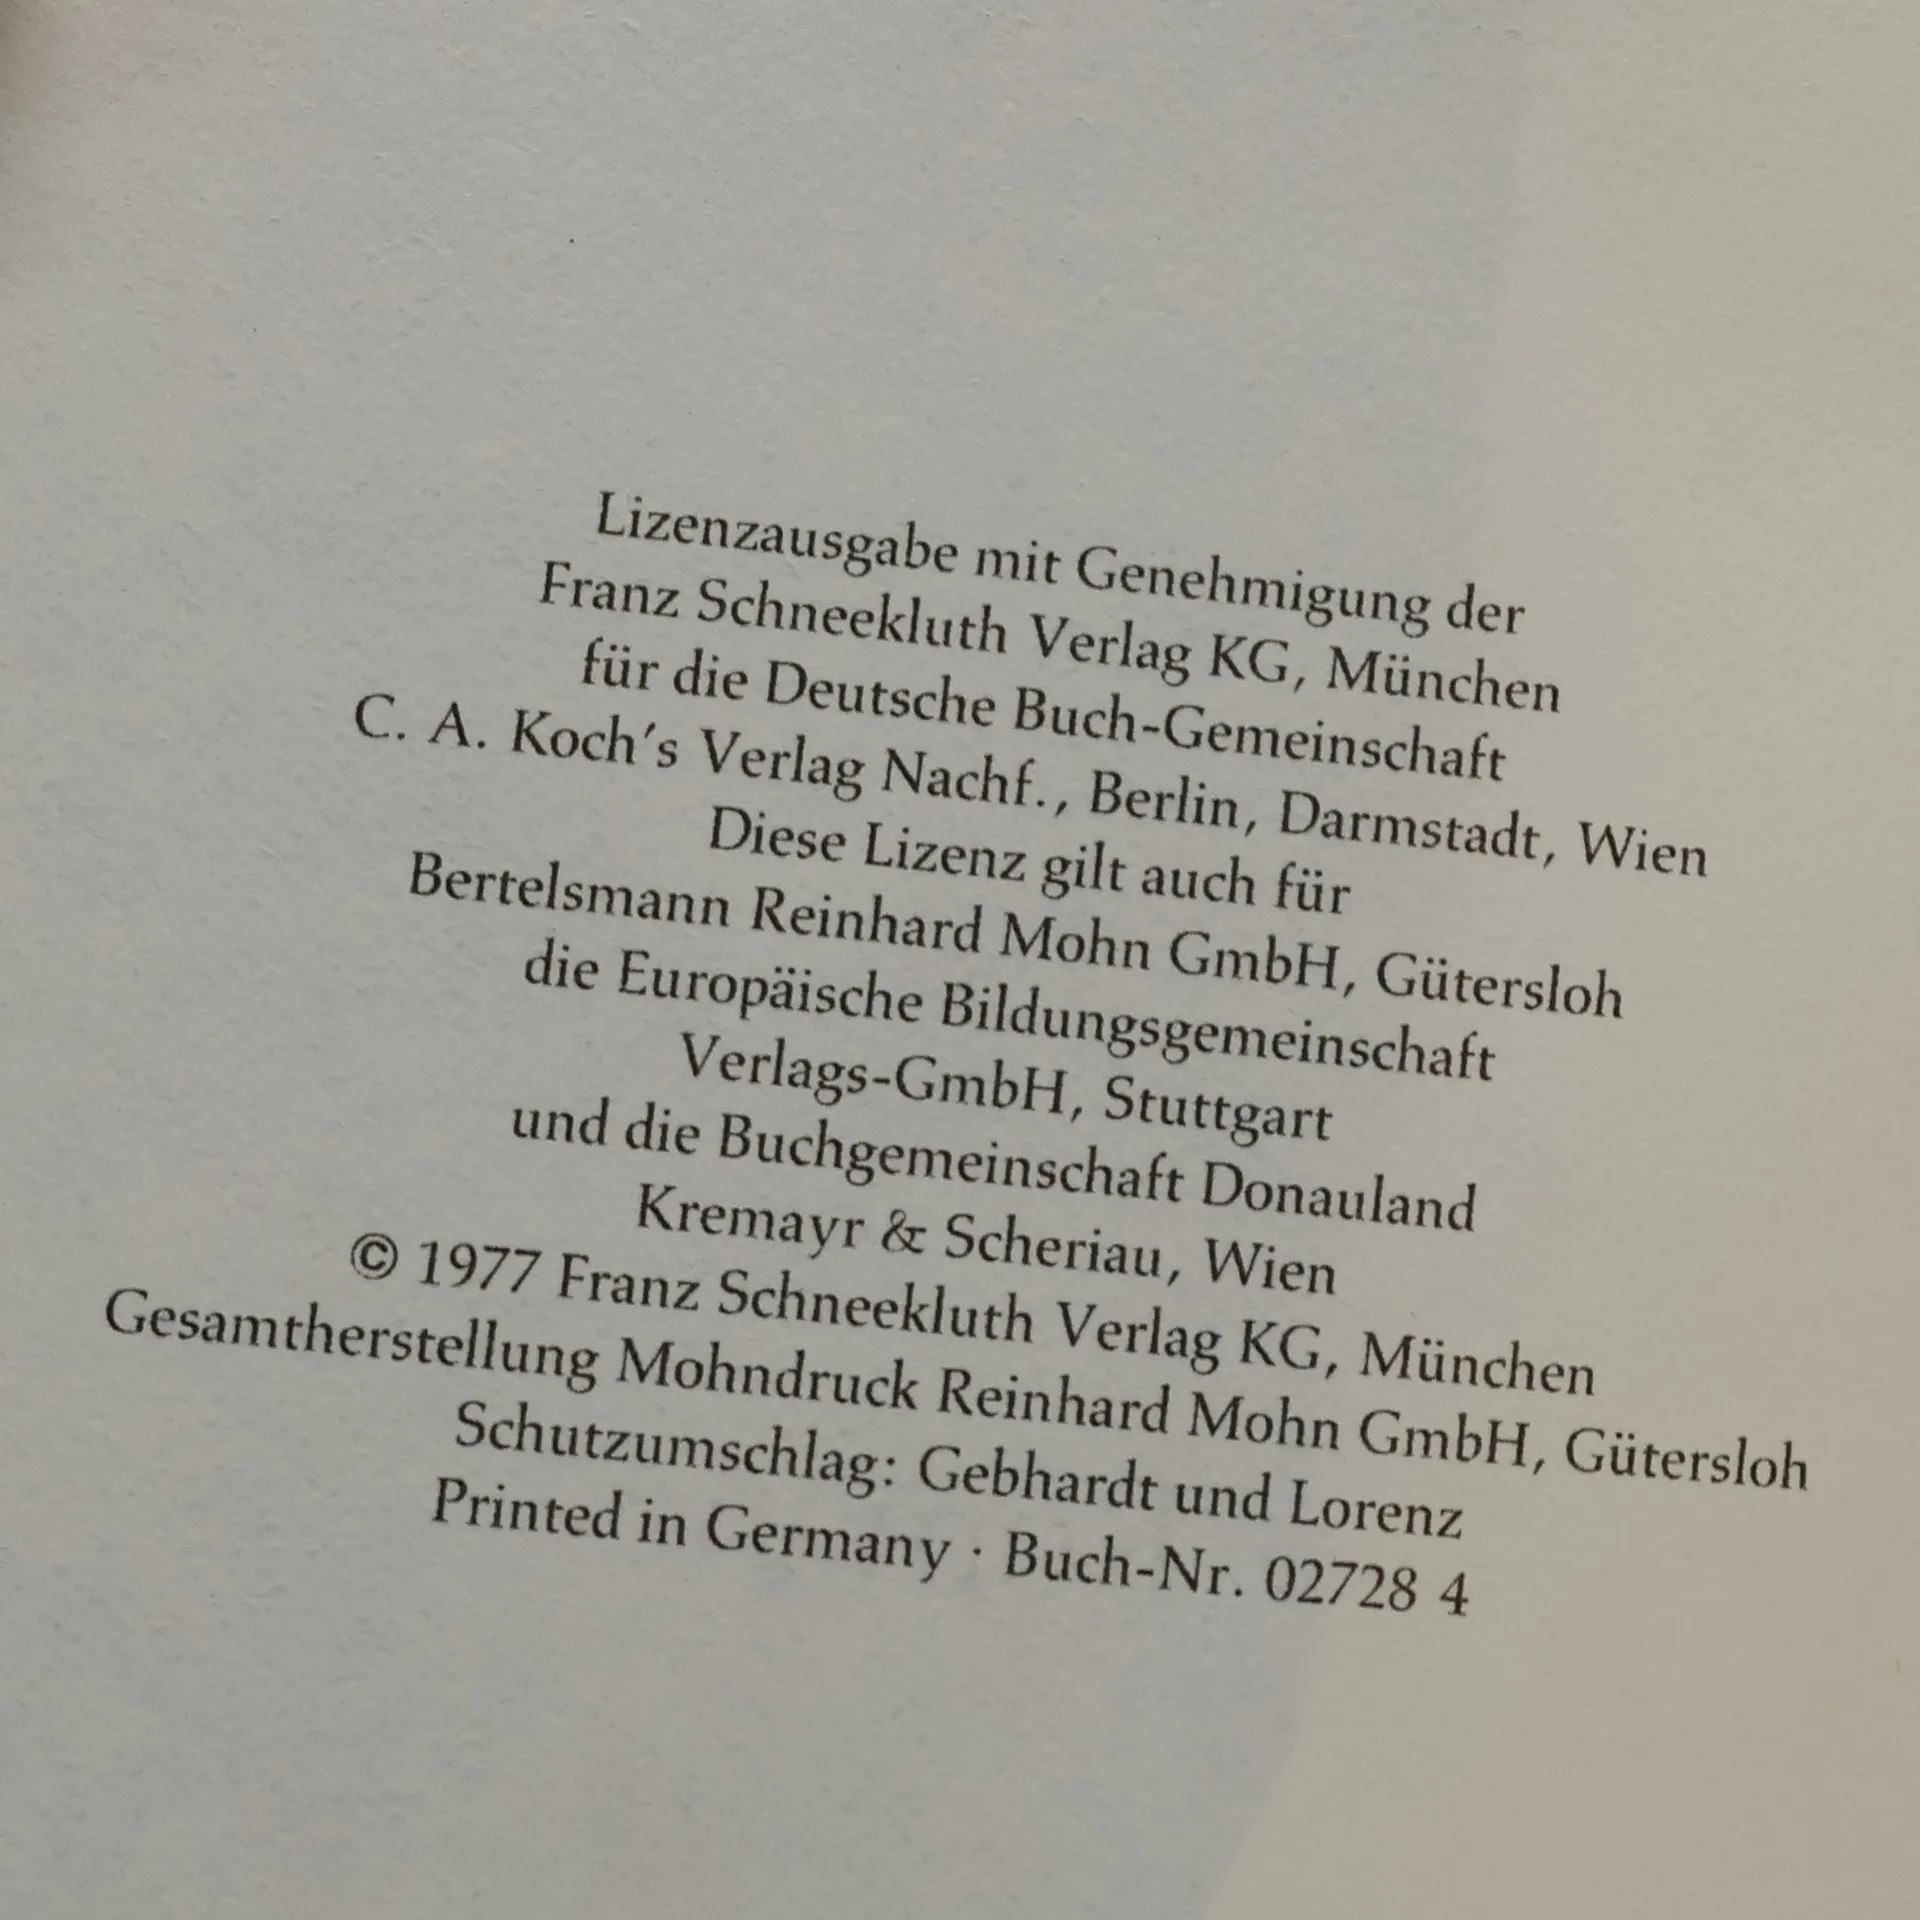 Lizenzausgabe mit Genehmigung der
Franz Schneekluth Verlag KG, München
für die Deutsche Buch-Gemeinschaft
C. A. Koch's Verlag Nachf., Berlin, Darmstadt, Wien
Diese Lizenz gilt auch für
Bertelsmann Reinhard Mohn GmbH, Gütersloh
die Europäische Bildungsgemeinschaft
Verlags-GmbH, Stuttgart
und die Buchgemeinschaft Donauland
Kremayr & Scheriau, Wien
© 1977 Franz Schneekluth Verlag KG, München
Gesamtherstellung Mohndruck Reinhard Mohn GmbH, Gütersloh
Schutzumschlag: Gebhardt und Lorenz
Printed in Germany · Buch-Nr. 02728 4